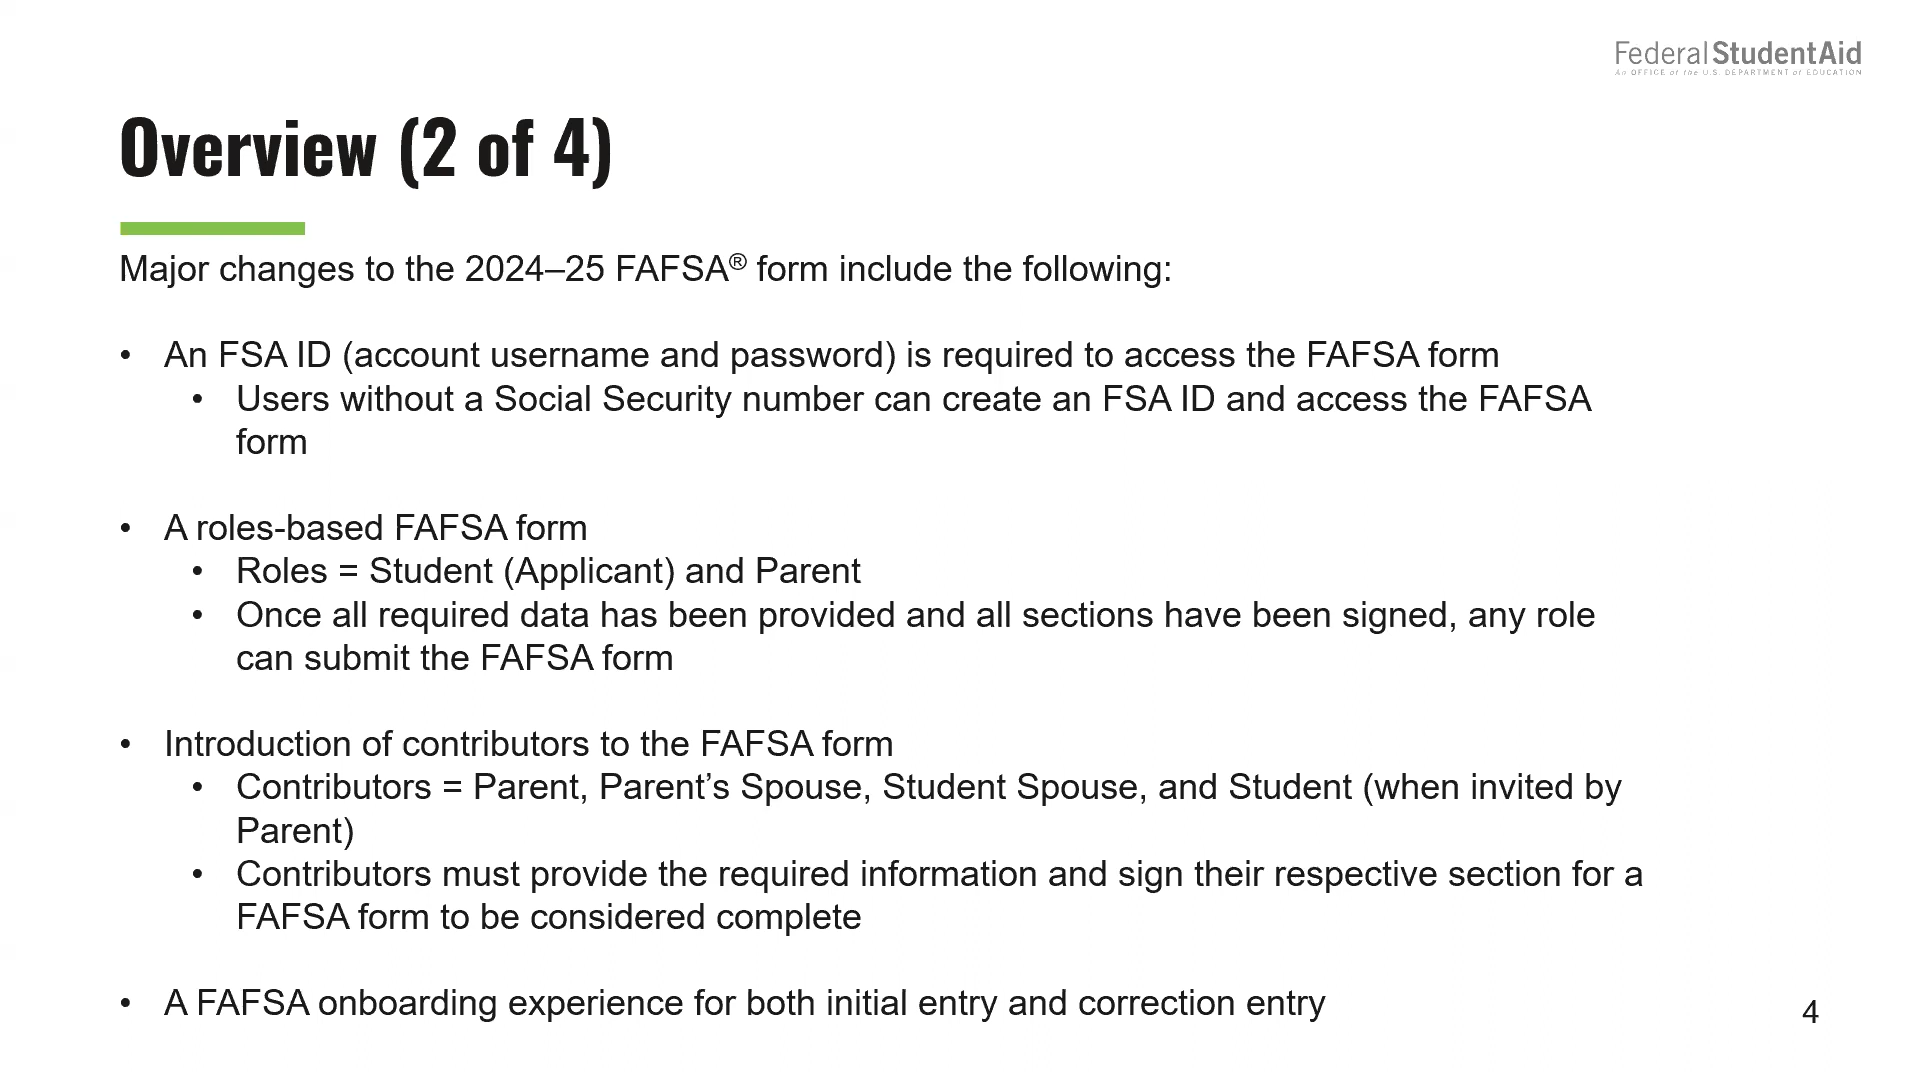 Federal StudentAid
An OFFICE of the U.S. DEPARTMENT of EDUCATION
Overview (2 of 4)
Major changes to the 2024–25 FAFSA® form include the following:
• An FSA ID (account username and password) is required to access the FAFSA form
• Users without a Social Security number can create an FSA ID and access the FAFSA
form
• A roles-based FAFSA form
• Roles = Student (Applicant) and Parent
• Once all required data has been provided and all sections have been signed, any role
can submit the FAFSA form
• Introduction of contributors to the FAFSA form
• Contributors = Parent, Parent’s Spouse, Student Spouse, and Student (when invited by
Parent)
• Contributors must provide the required information and sign their respective section for a
FAFSA form to be considered complete
• A FAFSA onboarding experience for both initial entry and correction entry
4